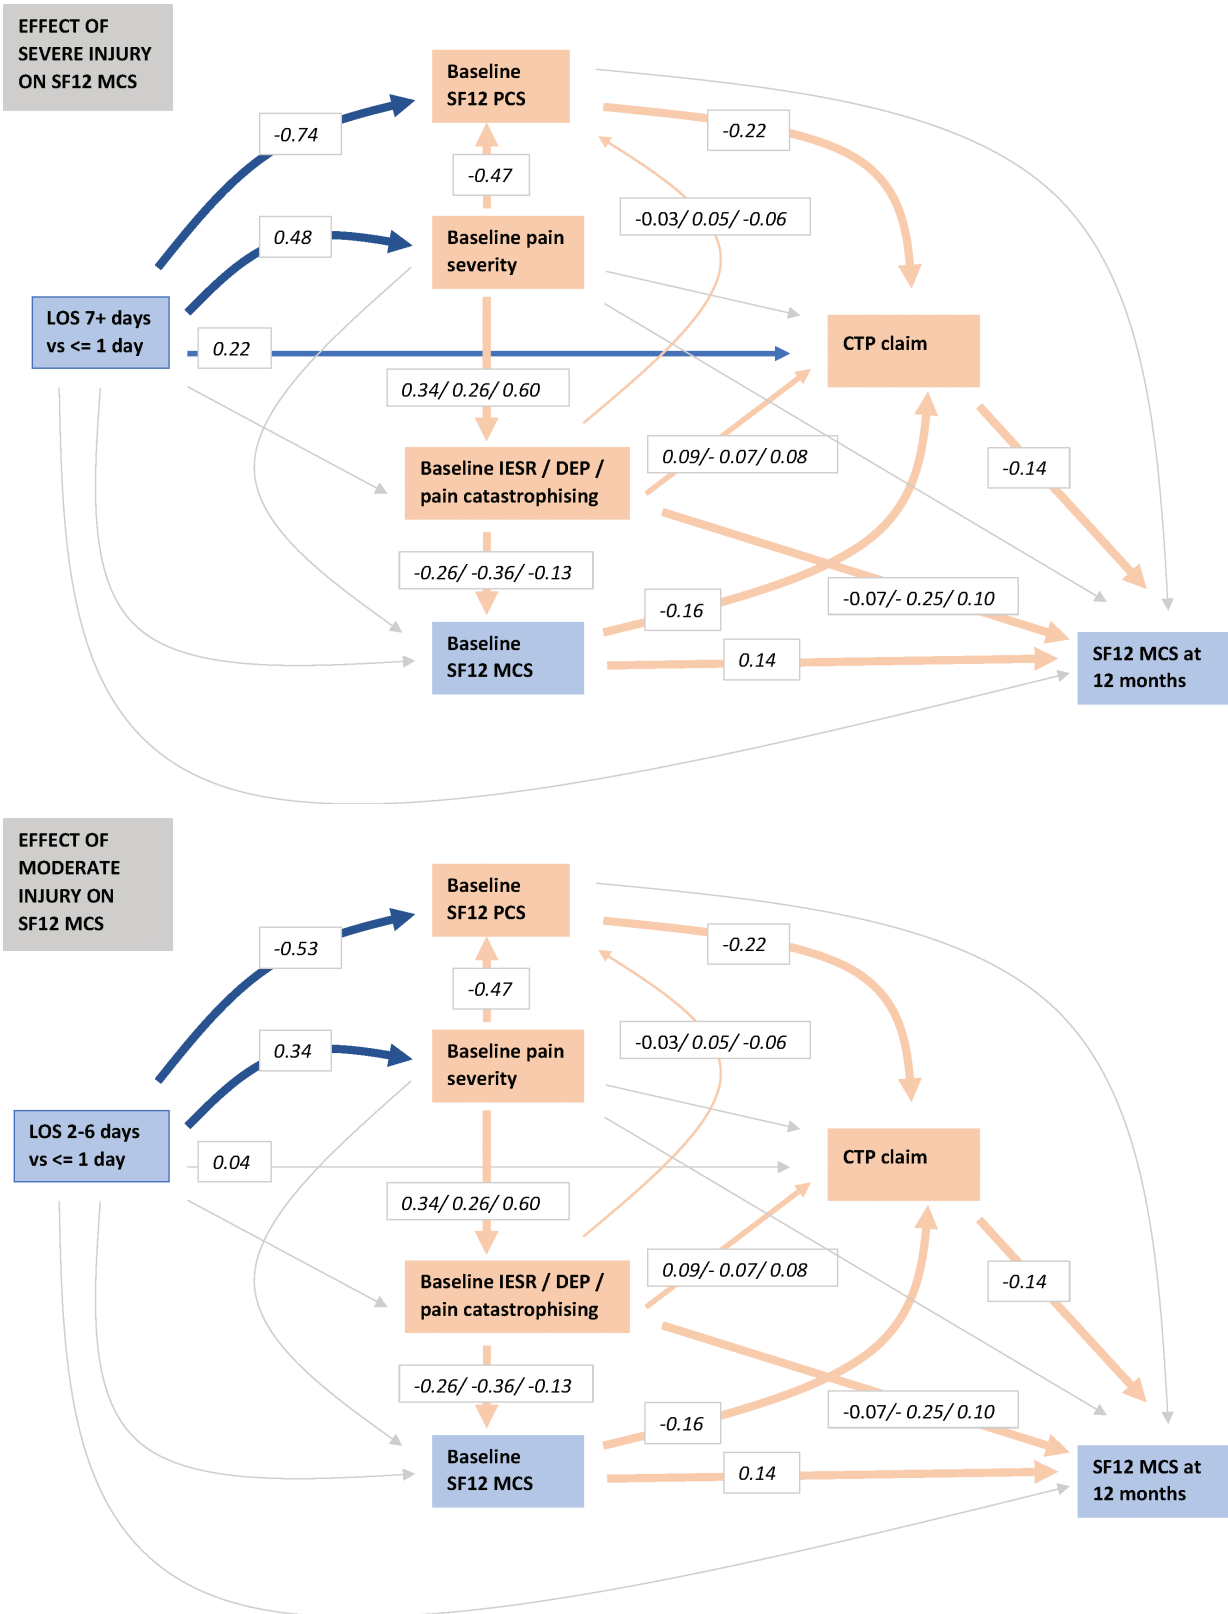 EFFECT OF
SEVERE INJURY
ON SF12 MCS
Baseline
SF12 PCS
-0.74
-0.22
-0.47
-0.03/ 0.05/ -0.06
0.48
Baseline pain
severity
LOS 7+ days
vs <= 1 day
0.22
CTP claim
0.34/ 0.26/ 0.60
0.09/- 0.07/ 0.08
Baseline IESR / DEP /
pain catastrophising
-0.14
-0.26/ -0.36/ -0.13
-0.07/- 0.25/ 0.10
-0.16
Baseline
SF12 MCS
0.14
SF12 MCS at
12 months
EFFECT OF
MODERATE
INJURY ON
SF12 MCS
Baseline
SF12 PCS
-0.53
-0.22
-0.47
-0.03/ 0.05/ -0.06
0.34
Baseline pain
severity
LOS 2-6 days
vs <= 1 day
0.04
CTP claim
0.34/ 0.26/ 0.60
0.09/- 0.07/ 0.08
Baseline IESR / DEP /
pain catastrophising
-0.14
-0.26/ -0.36/ -0.13
-0.07/- 0.25/ 0.10
-0.16
Baseline
SF12 MCS
0.14
SF12 MCS at
12 months